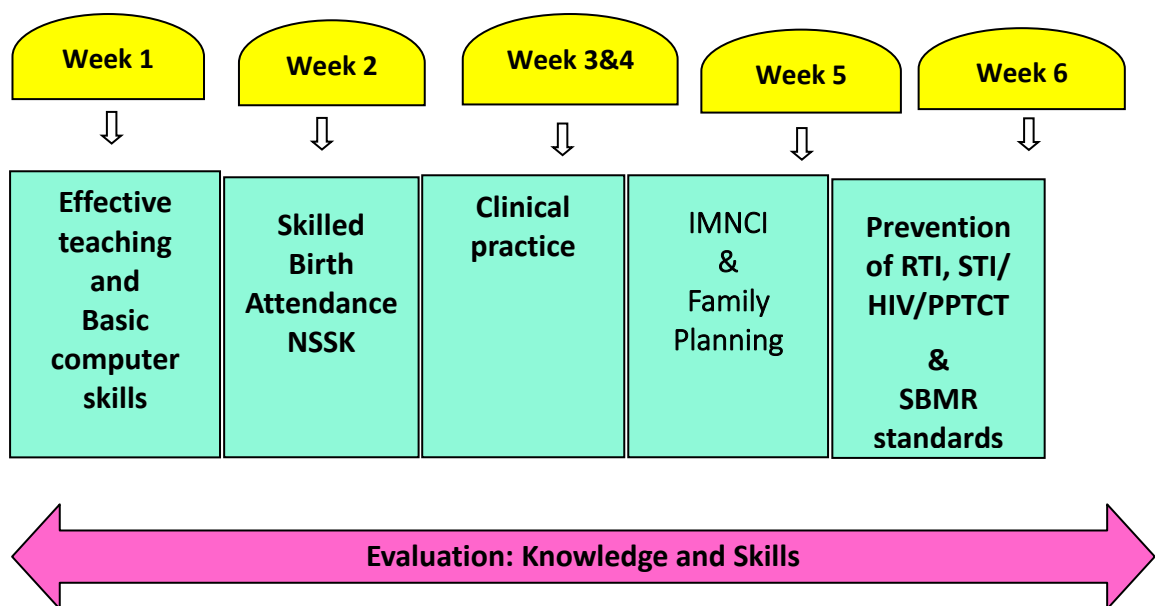 Week 1
Week 2
Week 3&4
Week 5
Week 6
Effective
teaching
and
Basic
computer
skills
Skilled
Birth
Attendance
NSSK
Clinical
practice
IMNCI
&
Family
Planning
Prevention
of RTI, STI/
HIV/PPTCT
&
SBMR
standards
Evaluation: Knowledge and Skills